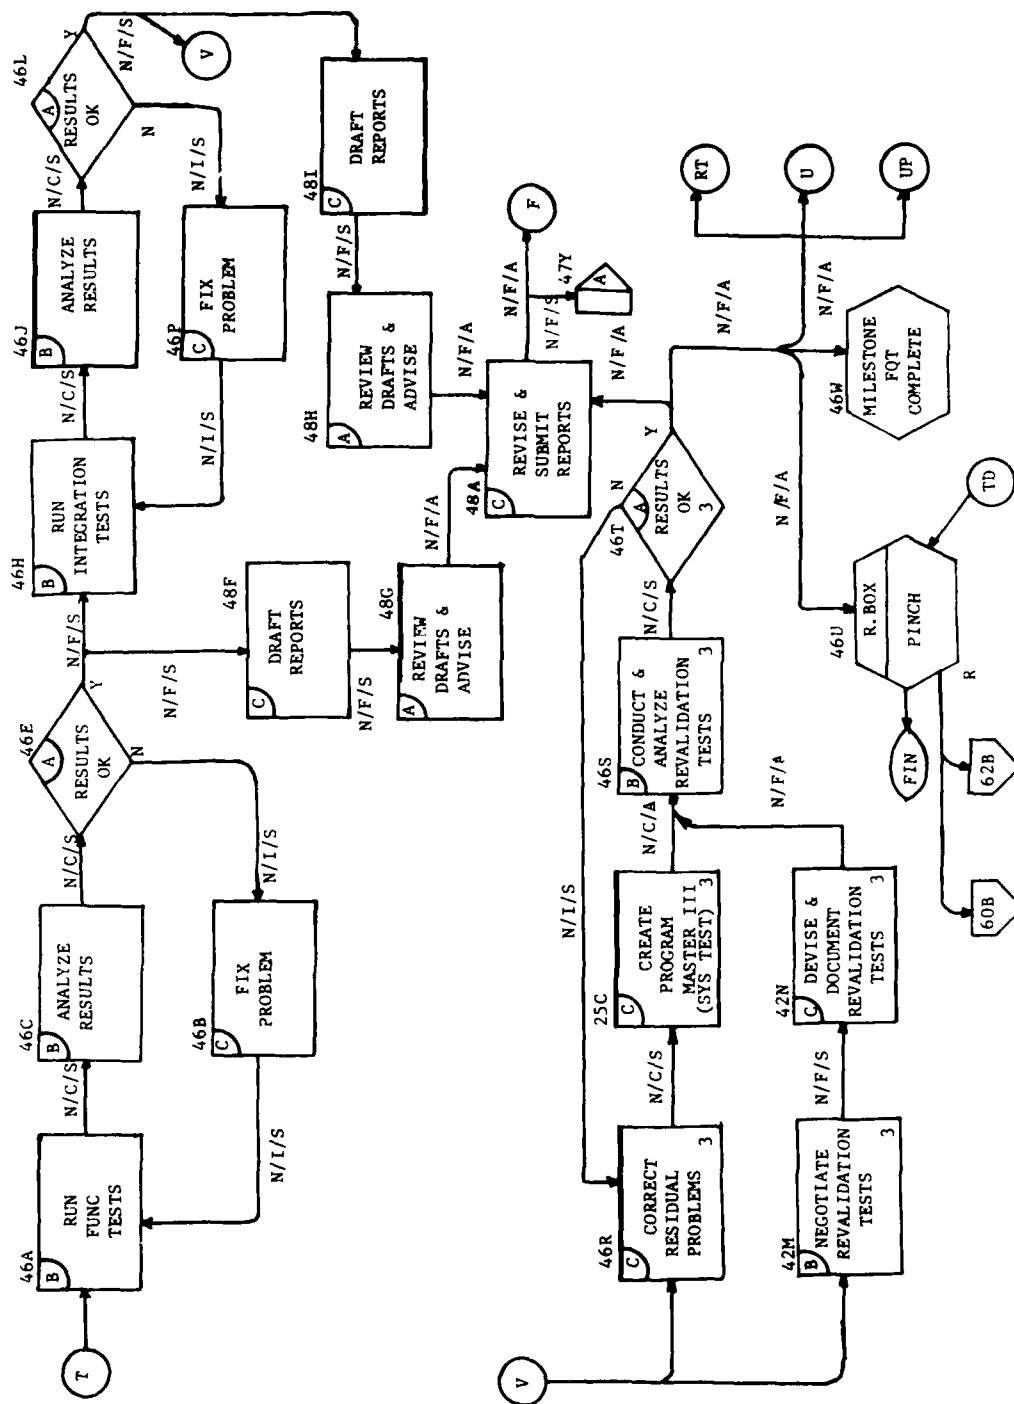 T
46A
B
RUN
FUNC
TESTS
N/C/S
46C
B
ANALYZE
RESULTS
N/C/S
46E
A
RESULTS
OK
Y
N
N/I/S
46B
C
FIX
PROBLEM
N/I/S
N/F/S
N/F/S
46H
B
RUN
INTEGRATION
TESTS
N/C/S
46J
B
ANALYZE
RESULTS
N/C/S
46L
A
RESULTS
OK
Y
N
N/F/S
V
N/I/S
46P
C
FIX
PROBLEM
N/I/S
48F
C
DRAFT
REPORTS
N/F/S
48G
A
REVIEW
DRAFTS &
ADVISE
N/F/A
48I
C
DRAFT
REPORTS
N/F/S
48H
A
REVIEW
DRAFTS &
ADVISE
N/F/A
48A
C
REVISE &
SUBMIT
REPORTS
N/F/A
N/F/S
F
47Y
A
N/F/A
V
46R
C
CORRECT
RESIDUAL
PROBLEMS
3
N/C/S
25C
C
CREATE
PROGRAM
MASTER III
(SYS TEST)
3
N/C/A
42M
B
NEGOTIATE
REVALIDATION
TESTS
3
N/F/S
42N
C
DEVISE &
DOCUMENT
REVALIDATION
TESTS
3
N/F/A
46S
B
CONDUCT &
ANALYZE
REVALIDATION
TESTS
3
N/C/S
46T
A
RESULTS
OK
3
N
Y
N/I/S
N/F/A
N/F/A
RT
U
UP
46W
MILESTONE
FQT
COMPLETE
N/F/A
46U
R.BOX
PINCH
TD
R
FIN
60B
62B